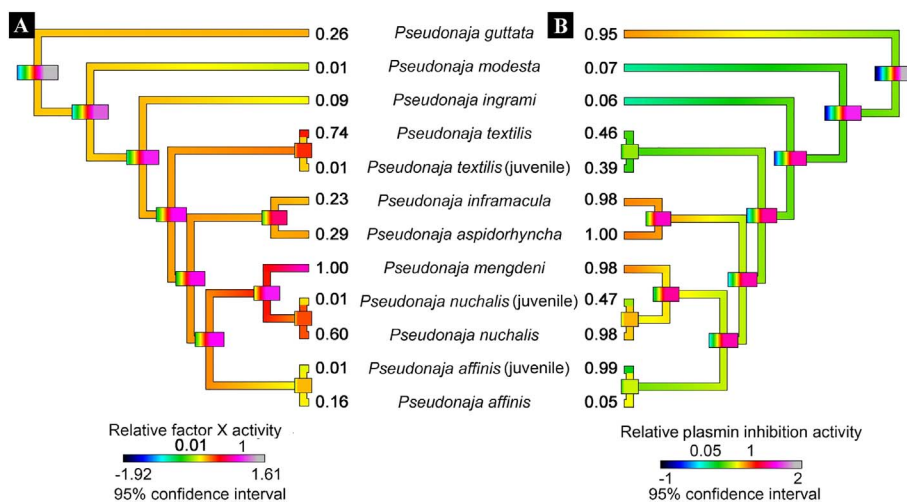 A B
0.26 Pseudonaja guttata 0.95
0.01 Pseudonaja modesta 0.07
0.09 Pseudonaja ingrami 0.06
0.74 Pseudonaja textilis 0.46
0.01 Pseudonaja textilis (juvenile) 0.39
0.23 Pseudonaja inframacula 0.98
0.29 Pseudonaja aspidorhyncha 1.00
1.00 Pseudonaja mengdeni 0.98
0.01 Pseudonaja nuchalis (juvenile) 0.47
0.60 Pseudonaja nuchalis 0.98
0.01 Pseudonaja affinis (juvenile) 0.99
0.16 Pseudonaja affinis 0.05
Relative factor X activity
0.01 1
-1.92 1.61
95% confidence interval
Relative plasmin inhibition activity
0.05 1
-1 2
95% confidence interval